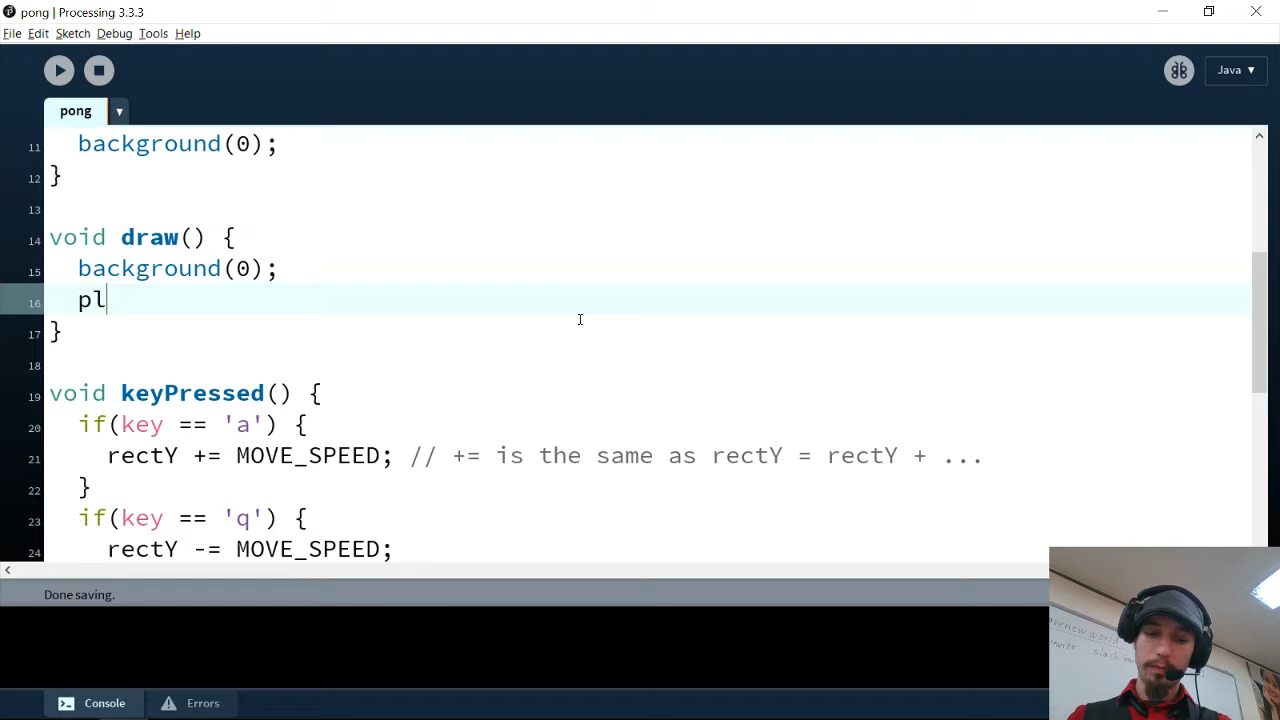 pong | Processing 3.3.3
File Edit Sketch Debug Tools Help
Java ▼
pong ▼
11 background(0);
12 }
13
14 void draw() {
15 background(0);
16 pl
17 }
18
19 void keyPressed() {
20 if(key == 'a') {
21 rectY += MOVE_SPEED; // += is the same as rectY = rectY + ...
22 }
23 if(key == 'q') {
24 rectY -= MOVE_SPEED;
Done saving.
new world
Console Errors